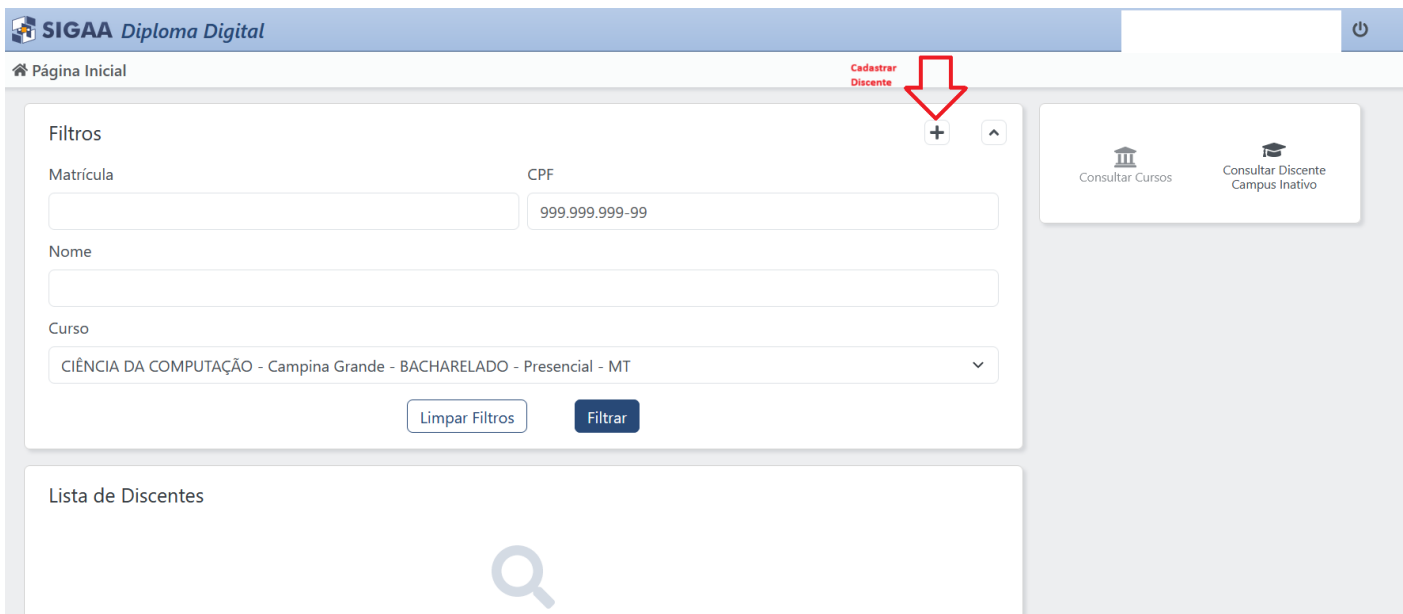 SIGAA Diploma Digital
Página Inicial
Cadastrar
Discente
Filtros
Matrícula
CPF
999.999.999-99
Nome
Curso
CIÊNCIA DA COMPUTAÇÃO - Campina Grande - BACHARELADO - Presencial - MT
Limpar Filtros
Filtrar
Lista de Discentes
Consultar Cursos
Consultar Discente
Campus Inativo